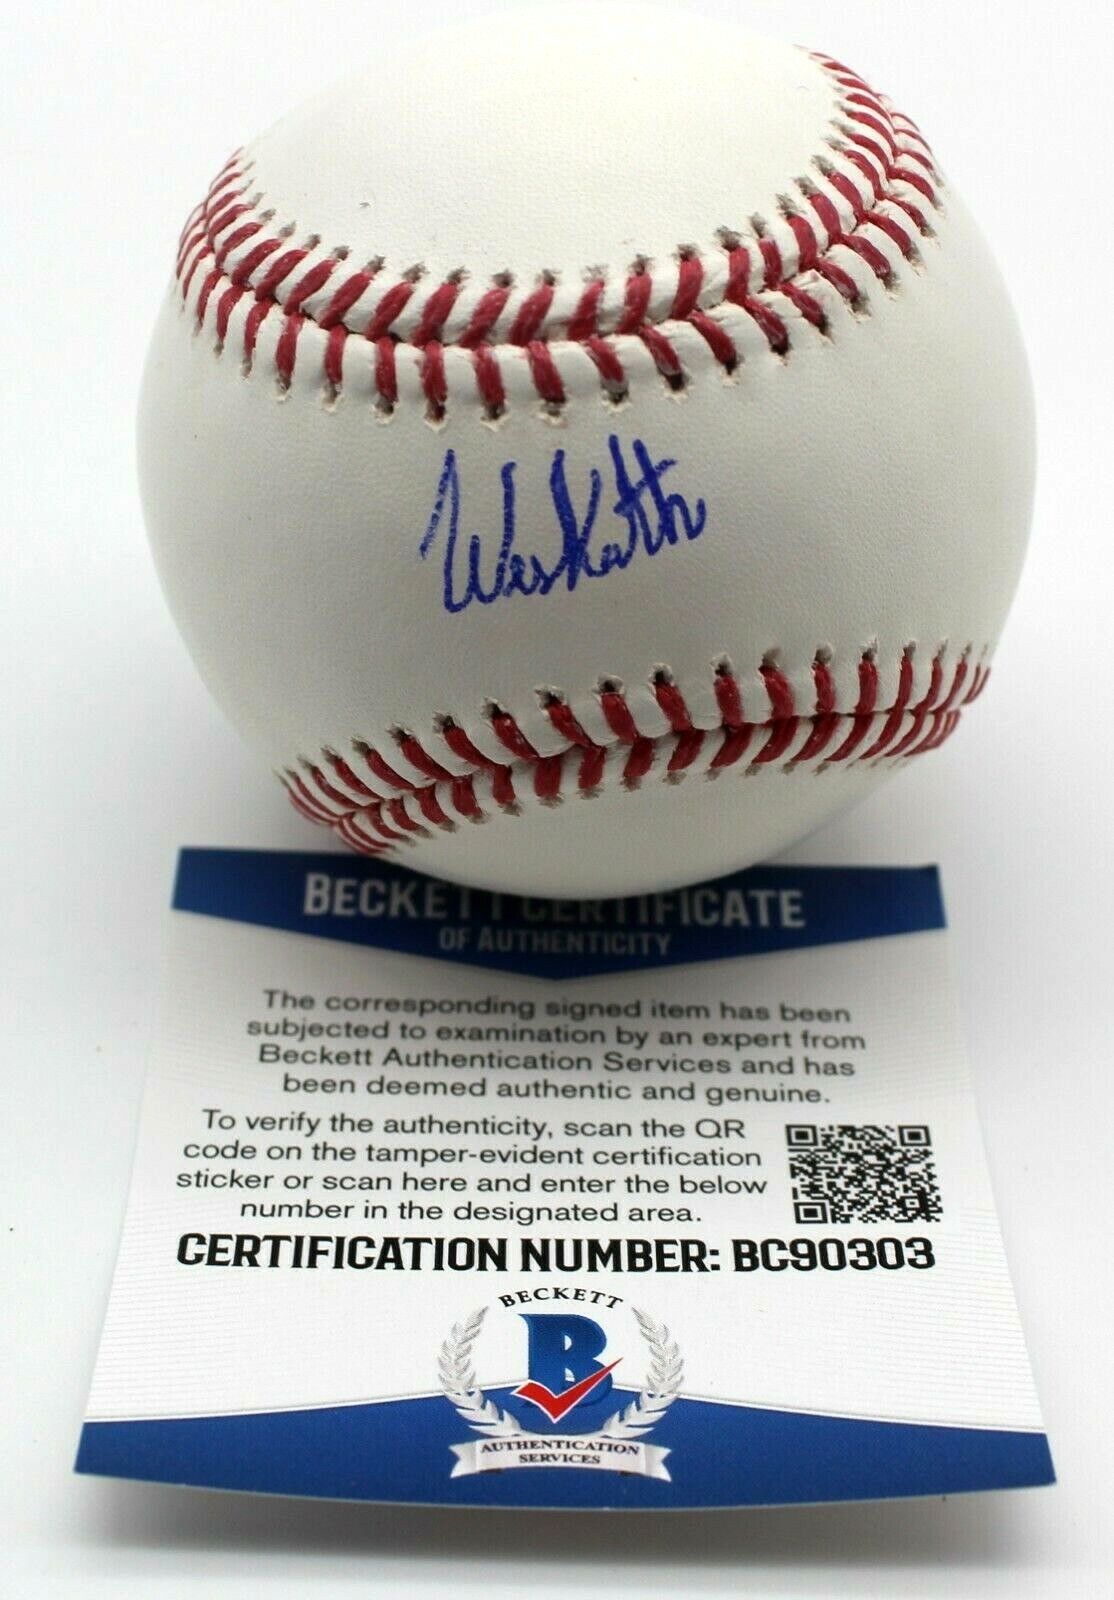 Wes Kath
BECKETT CERTIFICATE
OF AUTHENTICITY
The corresponding signed item has been
subjected to examination by an expert from
Beckett Authentication Services and has
been deemed authentic and genuine.
To verify the authenticity, scan the QR
code on the tamper-evident certification
sticker or scan here and enter the below
number in the designated area.
CERTIFICATION NUMBER: BC90303
BECKETT
B
AUTHENTICATION
SERVICES